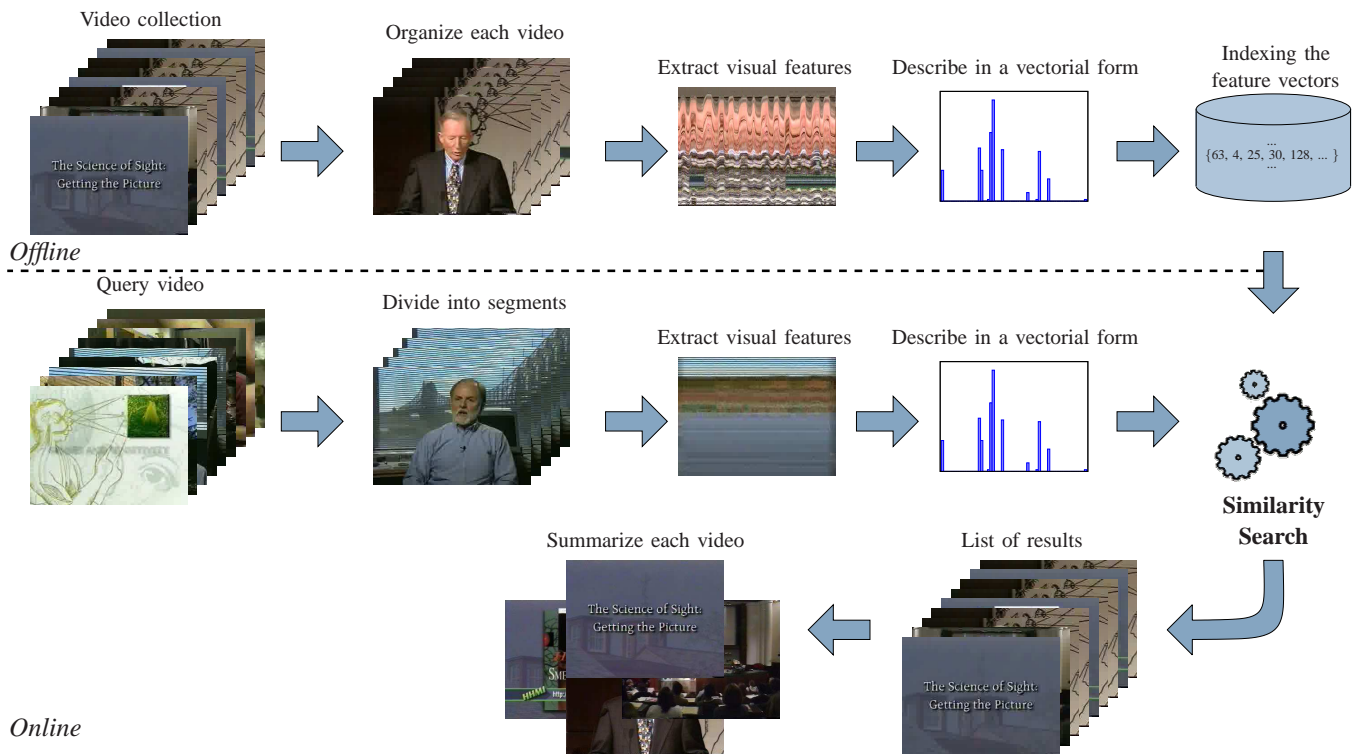 Video collection
Organize each video
Extract visual features
Describe in a vectorial form
Indexing the
feature vectors
The Science of Sight:
Getting the Picture
...
{63, 4, 25, 30, 128, ... }
...
Offline
Query video
Divide into segments
Extract visual features
Describe in a vectorial form
Similarity
Search
Summarize each video
List of results
The Science of Sight:
Getting the Picture
HHMI
http:
The Science of Sight:
Getting the Picture
Online